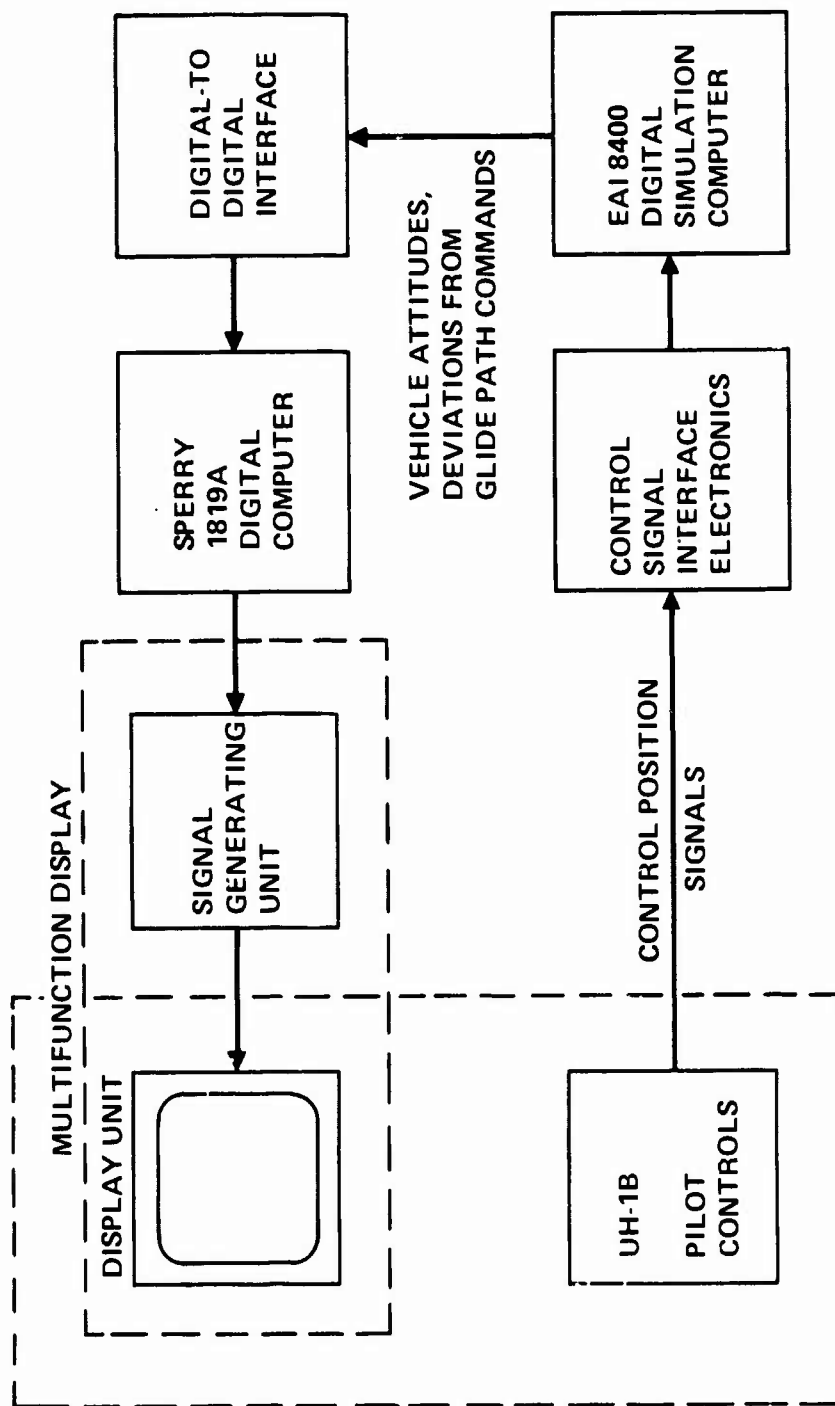 MULTIFUNCTION DISPLAY
DISPLAY UNIT
SIGNAL
GENERATING
UNIT
SPERRY
1819A
DIGITAL
COMPUTER
DIGITAL-TO
DIGITAL
INTERFACE
VEHICLE ATTITUDES,
DEVIATIONS FROM
GLIDE PATH COMMANDS
UH-1B
PILOT
CONTROLS
CONTROL POSITION
SIGNALS
CONTROL
SIGNAL
INTERFACE
ELECTRONICS
EAI 8400
DIGITAL
SIMULATION
COMPUTER